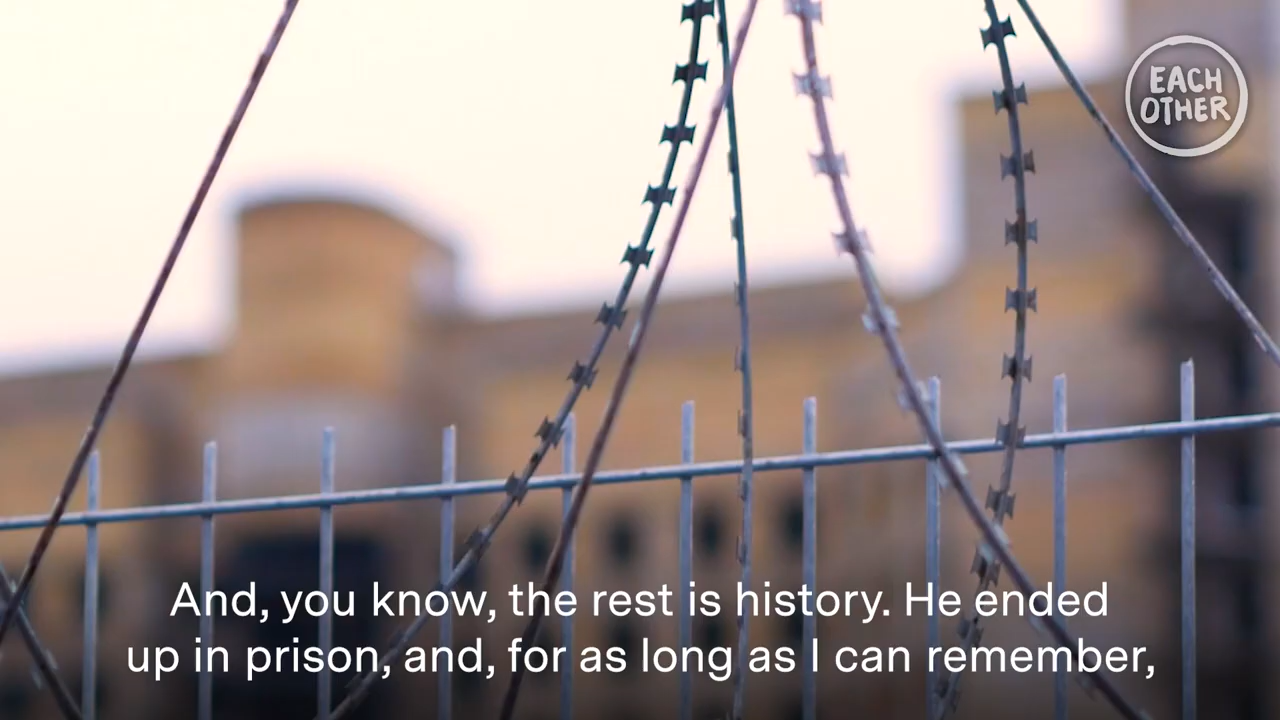 EACH
OTHER
And, you know, the rest is history. He ended
up in prison, and, for as long as I can remember,